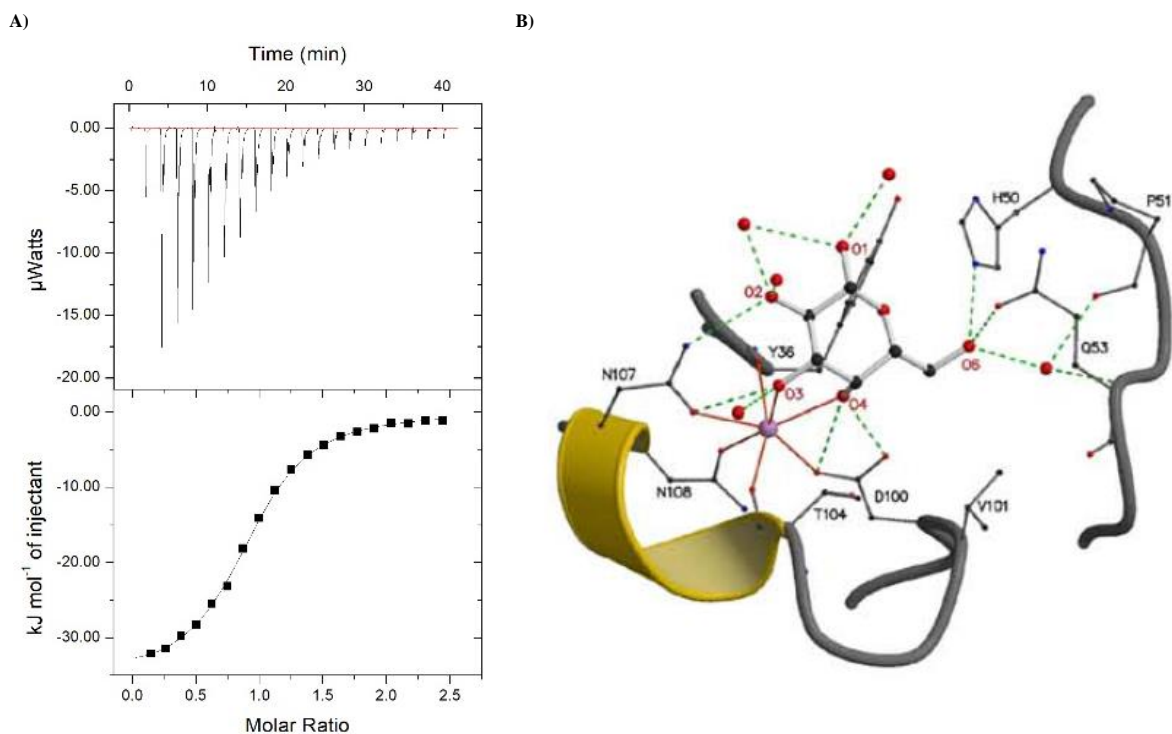 A)
B)
Time (min)
0 10 20 30 40
0.00
-5.00
-10.00
-15.00
-20.00
µWatts
0.00
-10.00
-20.00
-30.00
kJ mol⁻¹ of injectant
0.0 0.5 1.0 1.5 2.0 2.5
Molar Ratio
H50
P51
O1
O2
Y36
O6
Q53
N107
O3
O4
N108
D100
T104
V101